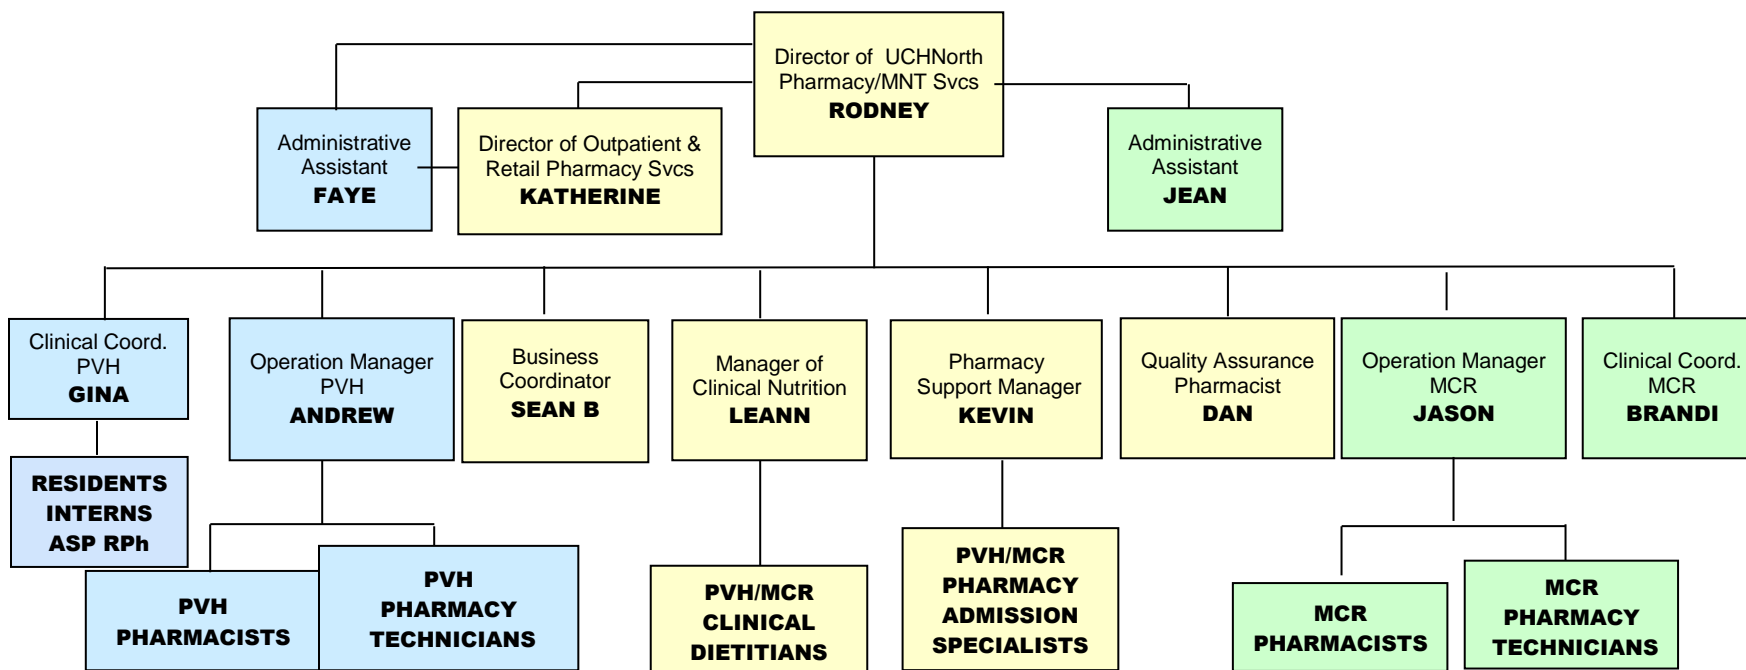 Director of UCHNorth
Pharmacy/MNT Svcs
RODNEY
Administrative
Assistant
FAYE
Director of Outpatient &
Retail Pharmacy Svcs
KATHERINE
Administrative
Assistant
JEAN
Clinical Coord.
PVH
GINA
Operation Manager
PVH
ANDREW
Business
Coordinator
SEAN B
Manager of
Clinical Nutrition
LEANN
Pharmacy
Support Manager
KEVIN
Quality Assurance
Pharmacist
DAN
Operation Manager
MCR
JASON
Clinical Coord.
MCR
BRANDI
RESIDENTS
INTERNS
ASP RPh
PVH
PHARMACISTS
PVH
PHARMACY
TECHNICIANS
PVH/MCR
CLINICAL
DIETITIANS
PVH/MCR
PHARMACY
ADMISSION
SPECIALISTS
MCR
PHARMACISTS
MCR
PHARMACY
TECHNICIANS